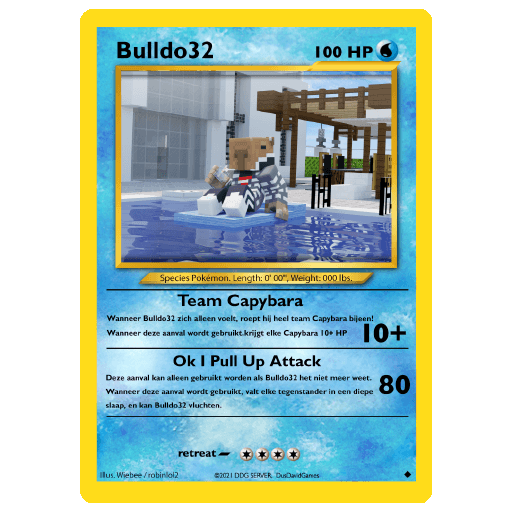 Bulldo32
100 HP
Species Pokémon. Length: 0' 00", Weight: 000 lbs.
Team Capybara
Wanneer Bulldo32 zich alleen voelt, roept hij heel team Capybara bijeen!
Wanneer deze aanval wordt gebruikt.krijgt elke Capybara 10+ HP
10+
Ok I Pull Up Attack
Deze aanval kan alleen gebruikt worden als Bulldo32 het niet meer weet.
Wanneer deze aanval wordt gebruikt, valt elke tegenstander in een diepe
slaap, en kan Bulldo32 vluchten.
80
retreat
Illus. Wiebee / robinlol2
©2021 DDG SERVER. DusDavidGames